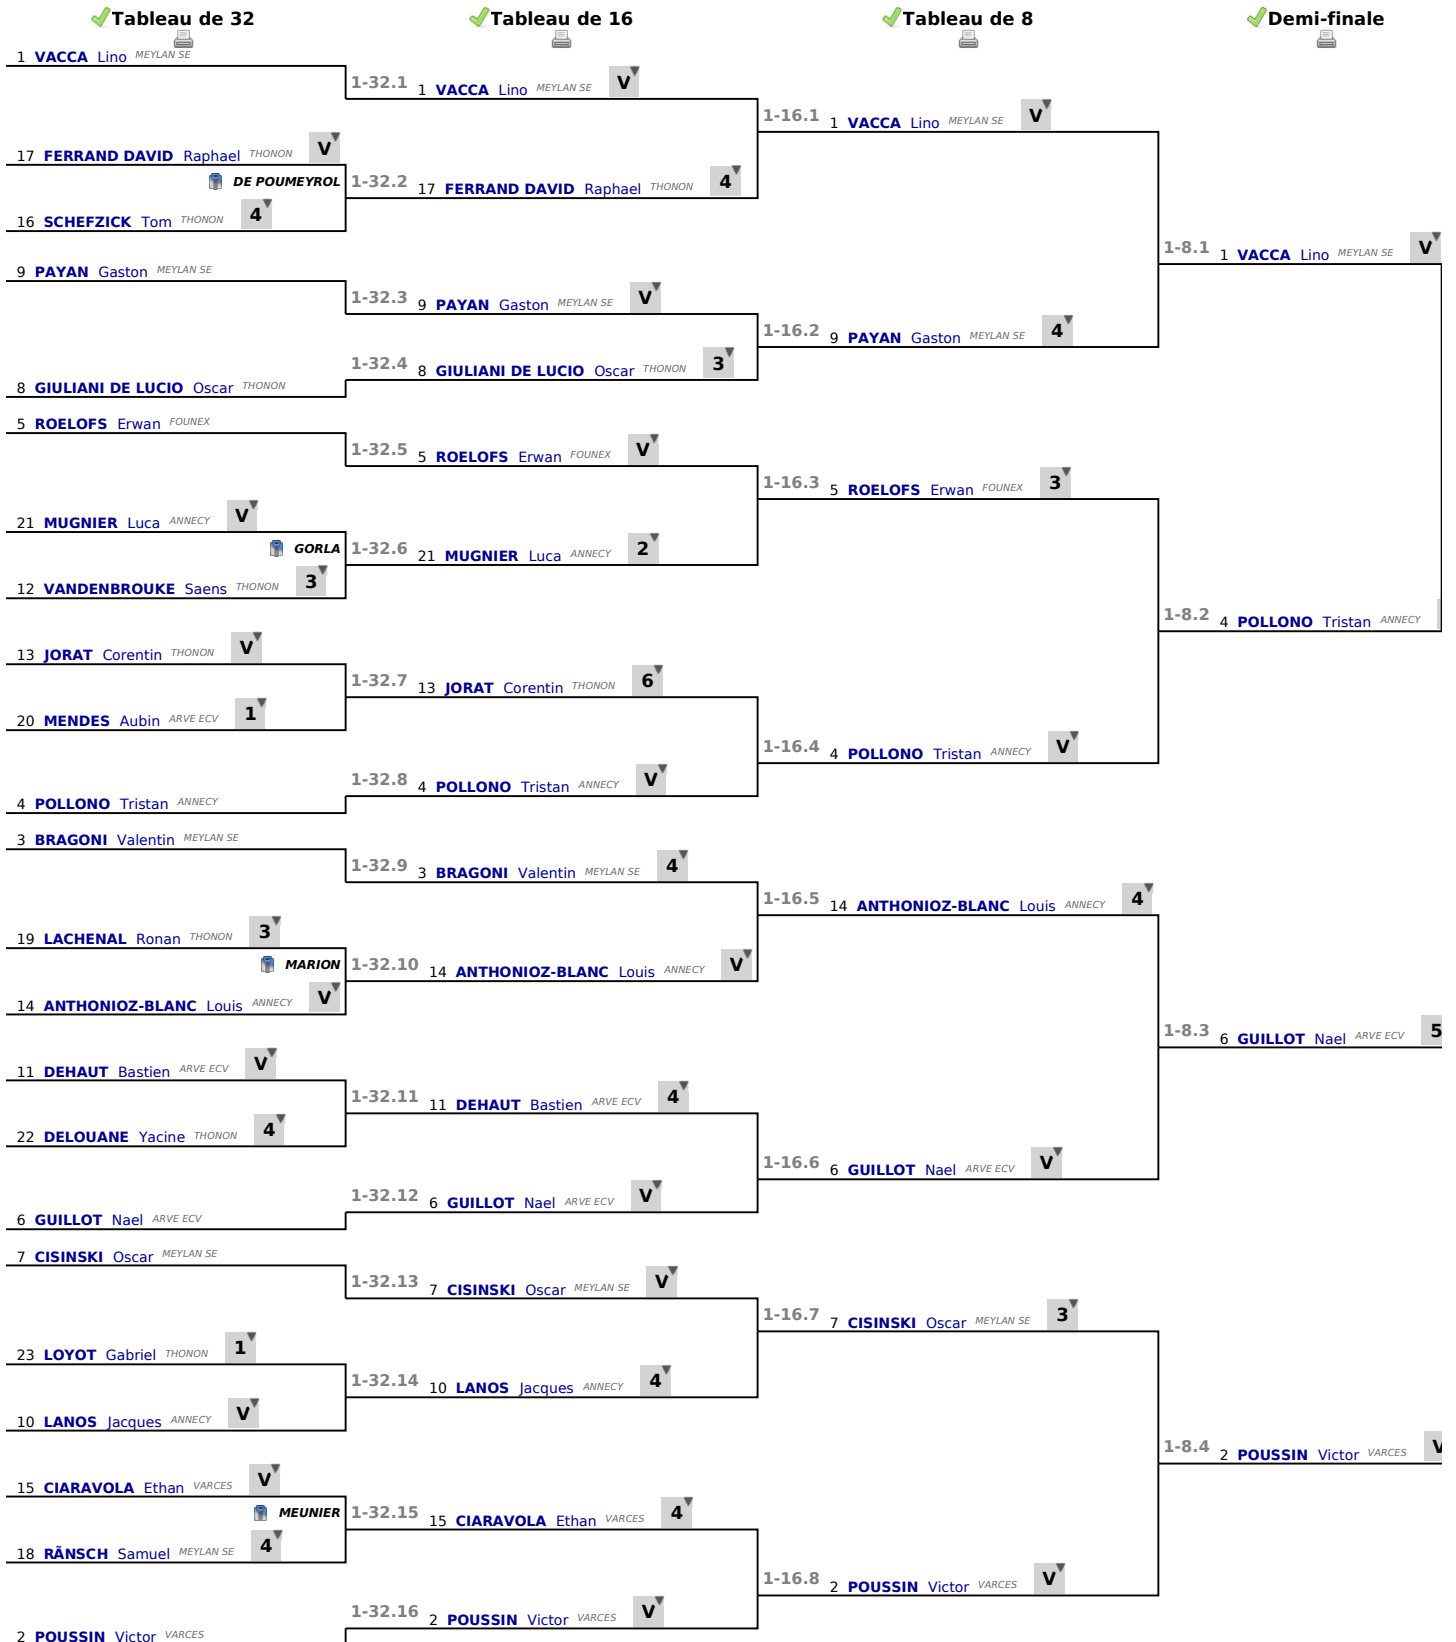 Tableau de 32
Tableau de 16
Tableau de 8
Demi-finale
1 VACCA Lino MEYLAN SE
1-32.1 1 VACCA Lino MEYLAN SE V
1-16.1 1 VACCA Lino MEYLAN SE V
17 FERRAND DAVID Raphael THONON V
DE POUMEYROL
1-32.2 17 FERRAND DAVID Raphael THONON 4
16 SCHEFZICK Tom THONON 4
1-8.1 1 VACCA Lino MEYLAN SE V
9 PAYAN Gaston MEYLAN SE
1-32.3 9 PAYAN Gaston MEYLAN SE V
1-16.2 9 PAYAN Gaston MEYLAN SE 4
1-32.4 8 GIULIANI DE LUCIO Oscar THONON 3
8 GIULIANI DE LUCIO Oscar THONON
5 ROELOFS Erwan FOUNEX
1-32.5 5 ROELOFS Erwan FOUNEX V
1-16.3 5 ROELOFS Erwan FOUNEX 3
21 MUGNIER Luca ANNECY V
GORLA
1-32.6 21 MUGNIER Luca ANNECY 2
12 VANDENBROUKE Saens THONON 3
1-8.2 4 POLLONO Tristan ANNECY
13 JORAT Corentin THONON V
1-32.7 13 JORAT Corentin THONON 6
20 MENDES Aubin ARVE ECV 1
1-16.4 4 POLLONO Tristan ANNECY V
1-32.8 4 POLLONO Tristan ANNECY V
4 POLLONO Tristan ANNECY
3 BRAGONI Valentin MEYLAN SE
1-32.9 3 BRAGONI Valentin MEYLAN SE 4
1-16.5 14 ANTHONIOZ-BLANC Louis ANNECY 4
19 LACHENAL Ronan THONON 3
MARION
1-32.10 14 ANTHONIOZ-BLANC Louis ANNECY V
14 ANTHONIOZ-BLANC Louis ANNECY V
1-8.3 6 GUILLOT Nael ARVE ECV 5
11 DEHAUT Bastien ARVE ECV V
1-32.11 11 DEHAUT Bastien ARVE ECV 4
22 DELOUANE Yacine THONON 4
1-16.6 6 GUILLOT Nael ARVE ECV V
1-32.12 6 GUILLOT Nael ARVE ECV V
6 GUILLOT Nael ARVE ECV
7 CISINSKI Oscar MEYLAN SE
1-32.13 7 CISINSKI Oscar MEYLAN SE V
1-16.7 7 CISINSKI Oscar MEYLAN SE 3
23 LOYOT Gabriel THONON 1
1-32.14 10 LANOS Jacques ANNECY 4
10 LANOS Jacques ANNECY V
1-8.4 2 POUSSIN Victor VARCES V
15 CIARAVOLA Ethan VARCES V
MEUNIER
1-32.15 15 CIARAVOLA Ethan VARCES 4
18 RÃNSCH Samuel MEYLAN SE 4
1-16.8 2 POUSSIN Victor VARCES V
1-32.16 2 POUSSIN Victor VARCES V
2 POUSSIN Victor VARCES